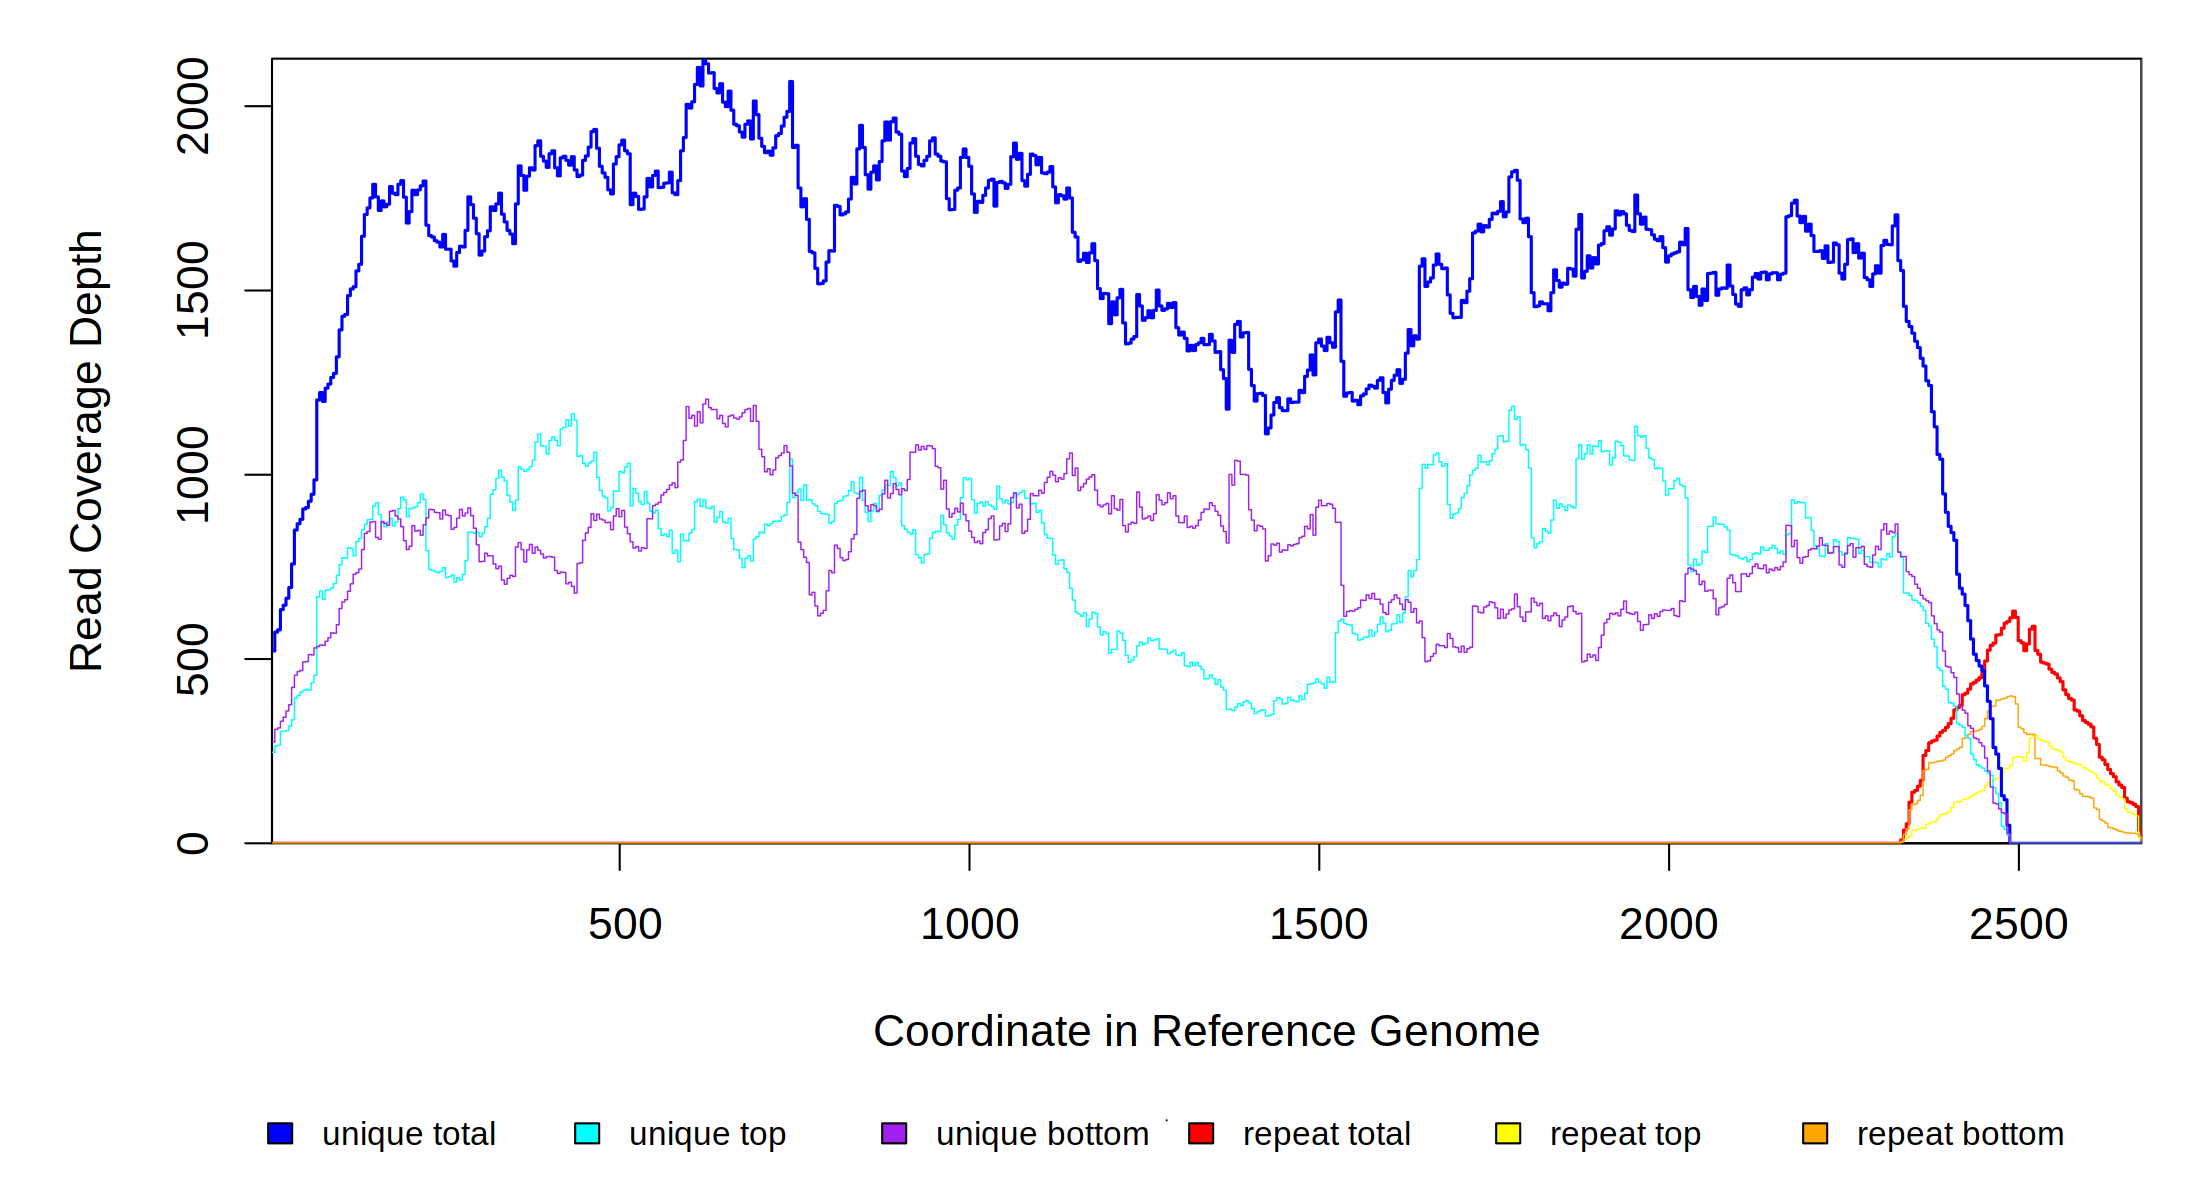 2000
1500
1000
500
0
Read Coverage Depth
500 1000 1500 2000 2500
Coordinate in Reference Genome
unique total unique top unique bottom repeat total repeat top repeat bottom